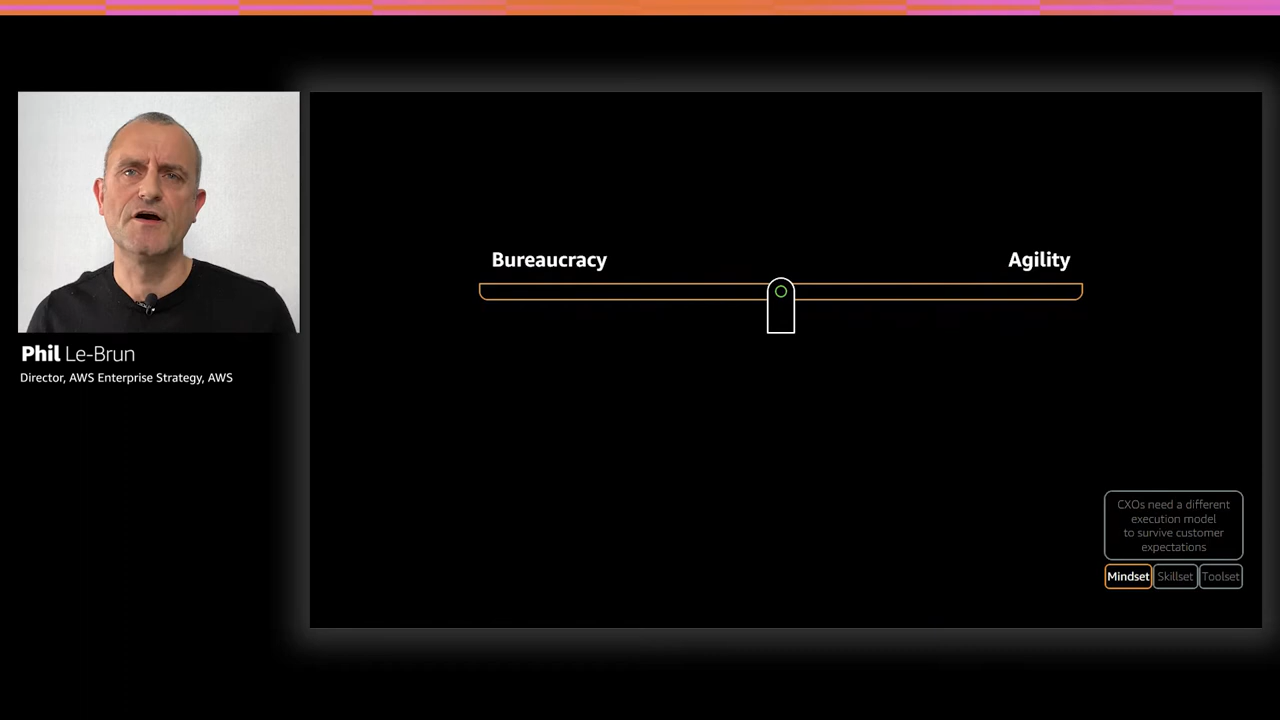 Phil Le-Brun
Director, AWS Enterprise Strategy, AWS
Bureaucracy
Agility
CXOs need a different
execution model
to survive customer
expectations
Mindset
Skillset
Toolset